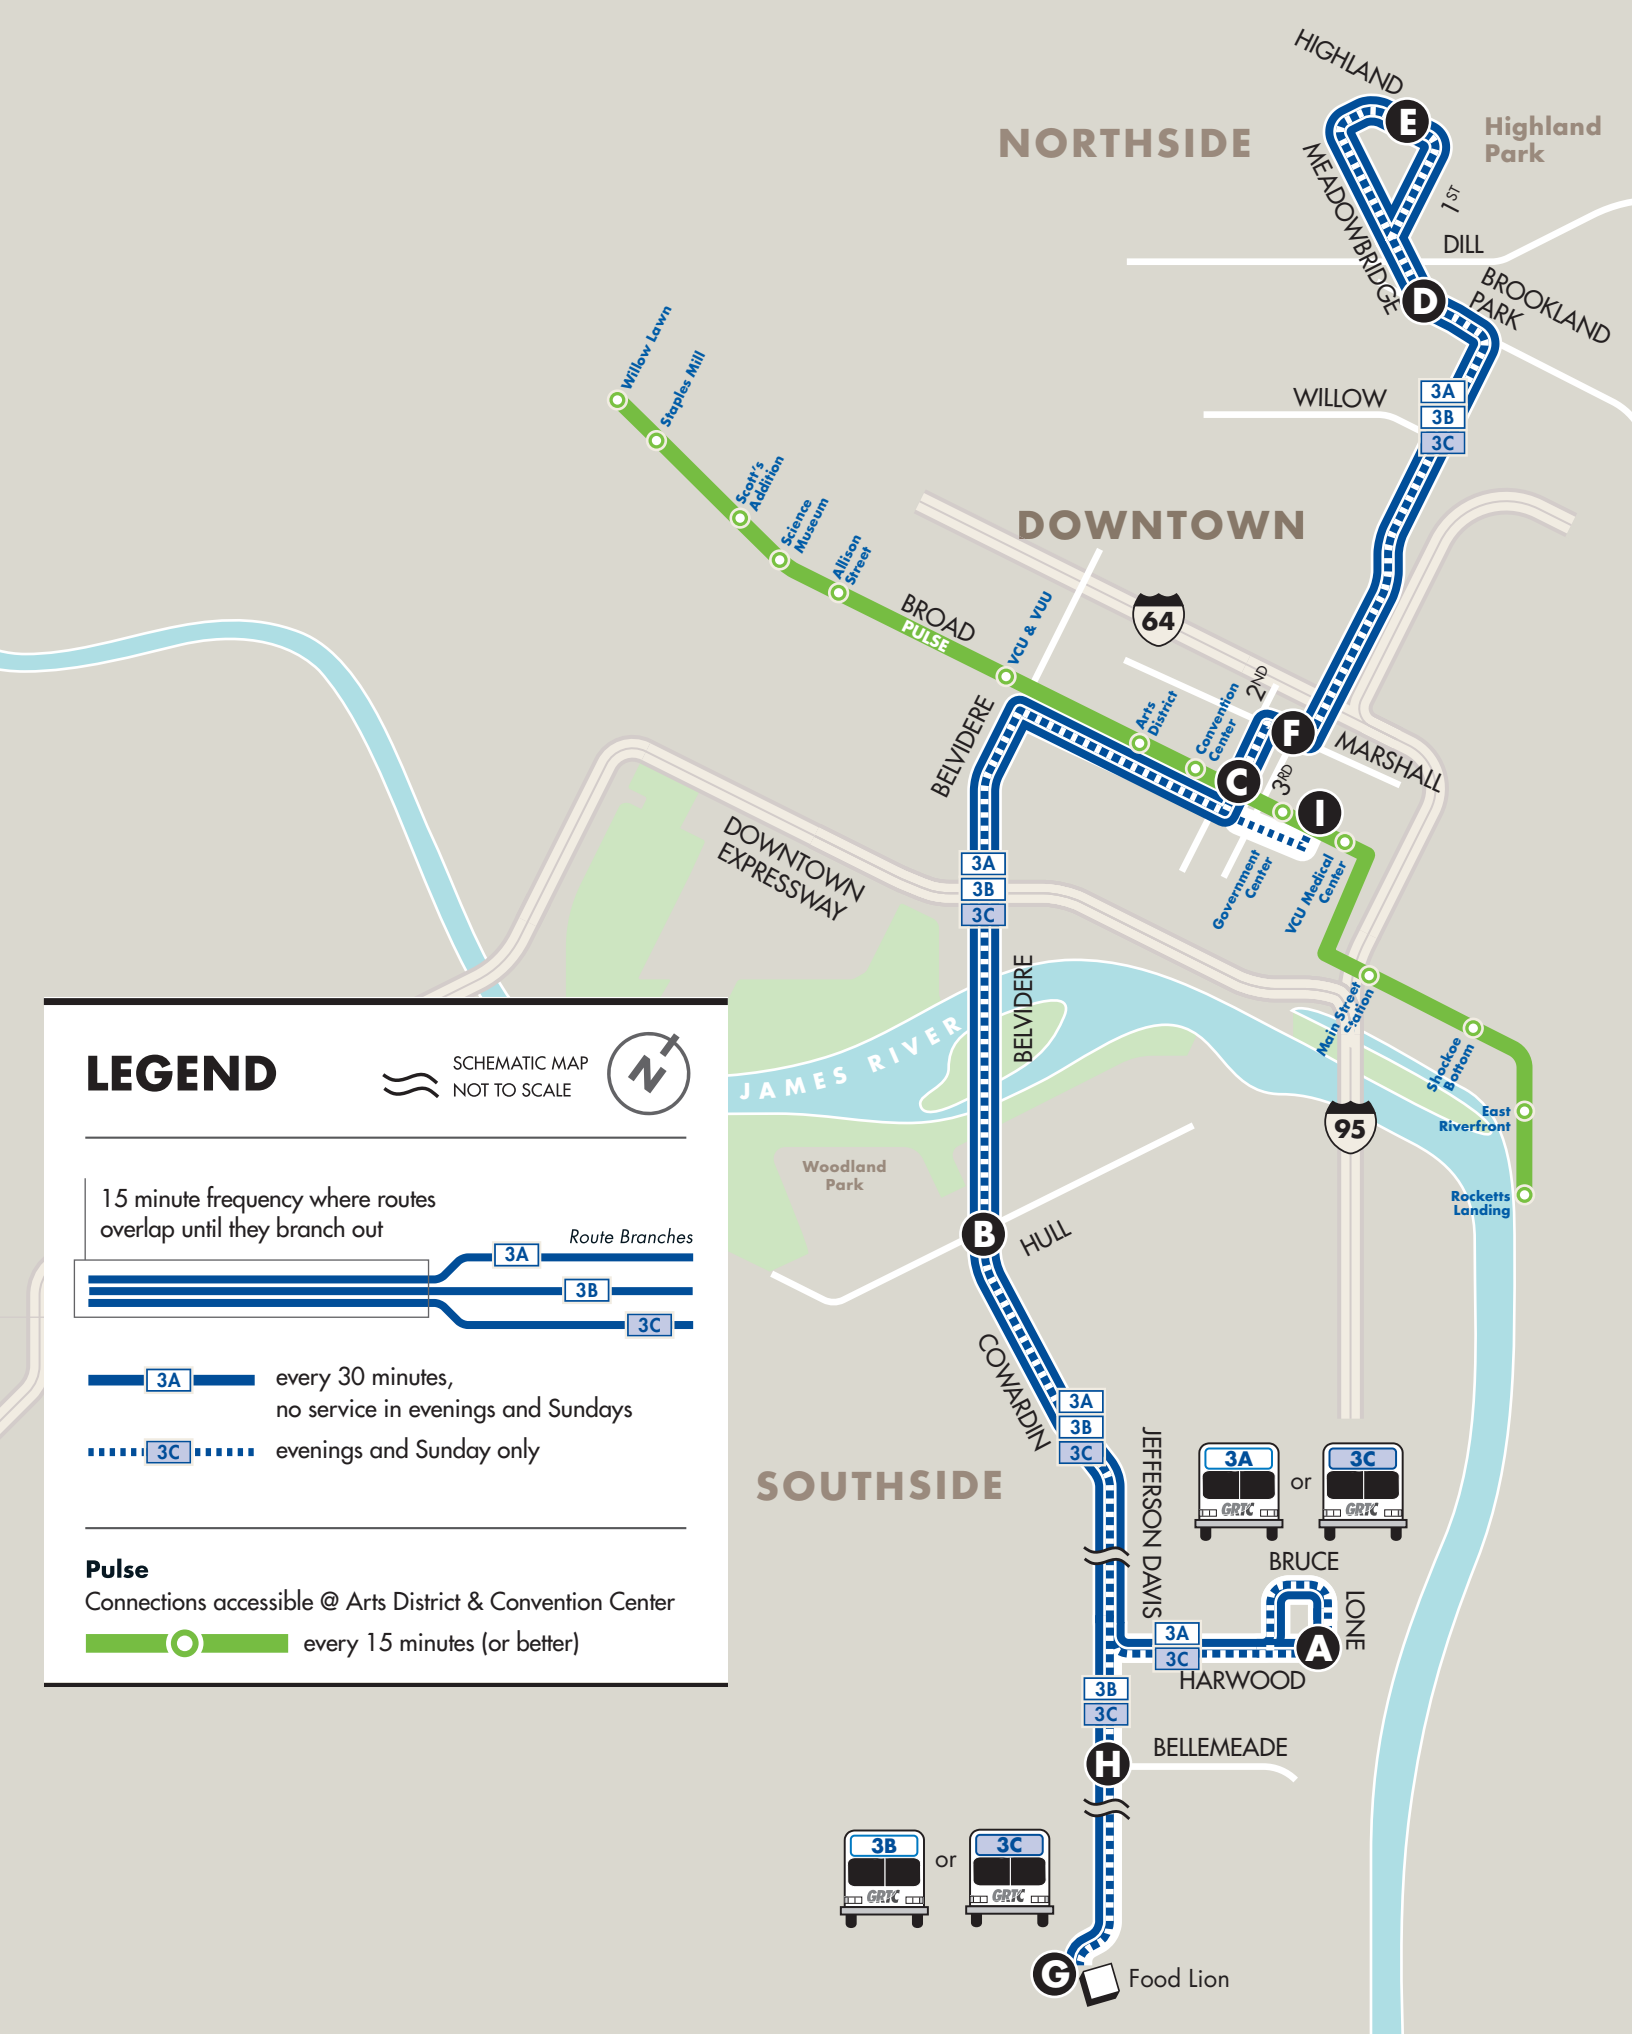 HIGHLAND
E
NORTHSIDE
Highland
Park
MEADOWBRIDGE
1ST
DILL
D
BROOKLAND
PARK
WILLOW
3A
3B
3C
Willow Lawn
Staples Mill
Scott's
Addition
Science
Museum
Allison
Street
DOWNTOWN
64
BROAD
PULSE
VCU & VUU
BELVIDERE
Arts
District
Convention
Center
2ND
F
MARSHALL
C
3RD
I
Government
Center
VCU Medical
Center
DOWNTOWN
EXPRESSWAY
3A
3B
3C
BELVIDERE
JAMES RIVER
Main Street
Station
Shockoe
Bottom
East
Riverfront
Rocketts
Landing
95
Woodland
Park
B
HULL
COWARDIN
3A
3B
3C
SOUTHSIDE
JEFFERSON DAVIS
3A
GRTC
or
3C
GRTC
BRUCE
LONE
3A
3C
A
HARWOOD
3B
3C
H
BELLEMEADE
3B
GRTC
or
3C
GRTC
G
Food Lion
LEGEND
SCHEMATIC MAP
NOT TO SCALE
N
15 minute frequency where routes
overlap until they branch out
Route Branches
3A
3B
3C
3A
every 30 minutes,
no service in evenings and Sundays
3C
evenings and Sunday only
Pulse
Connections accessible @ Arts District & Convention Center
every 15 minutes (or better)